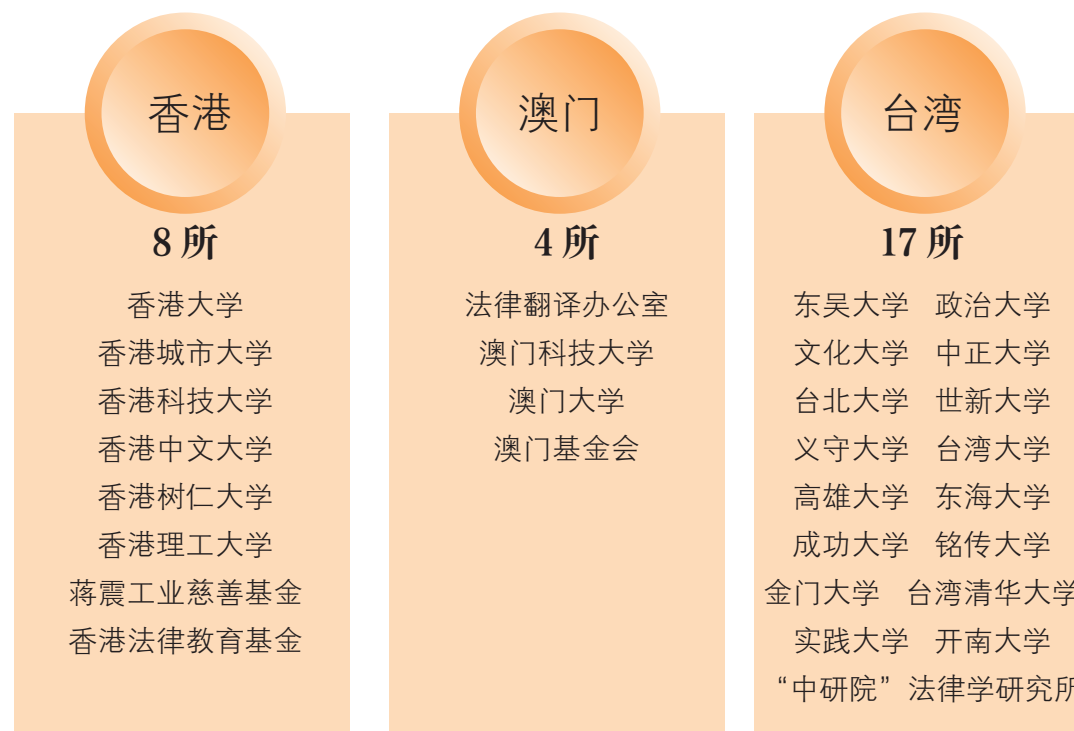 香港
8 所
香港大学
香港城市大学
香港科技大学
香港中文大学
香港树仁大学
香港理工大学
蒋震工业慈善基金
香港法律教育基金
澳门
4 所
法律翻译办公室
澳门科技大学
澳门大学
澳门基金会
台湾
17 所
东吴大学 政治大学
文化大学 中正大学
台北大学 世新大学
义守大学 台湾大学
高雄大学 东海大学
成功大学 铭传大学
金门大学 台湾清华大学
实践大学 开南大学
“中研院”法律学研究所